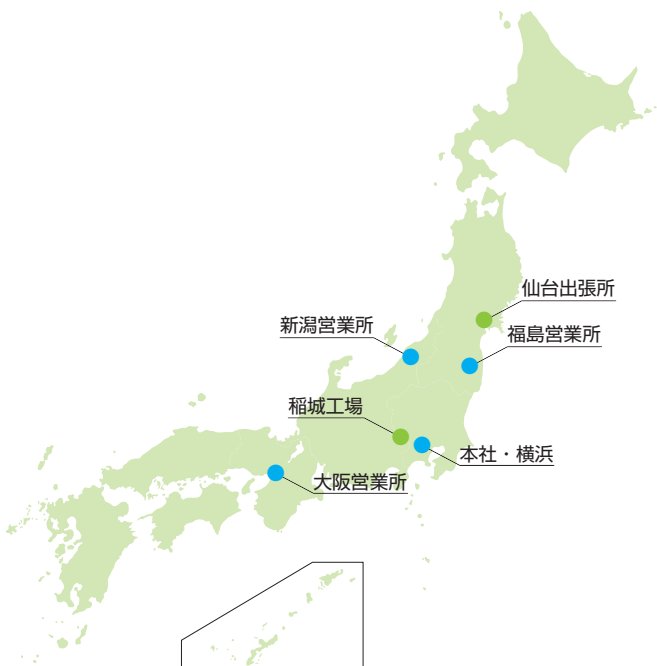 仙台出張所
新潟営業所
福島営業所
稲城工場
本社・横浜
大阪営業所